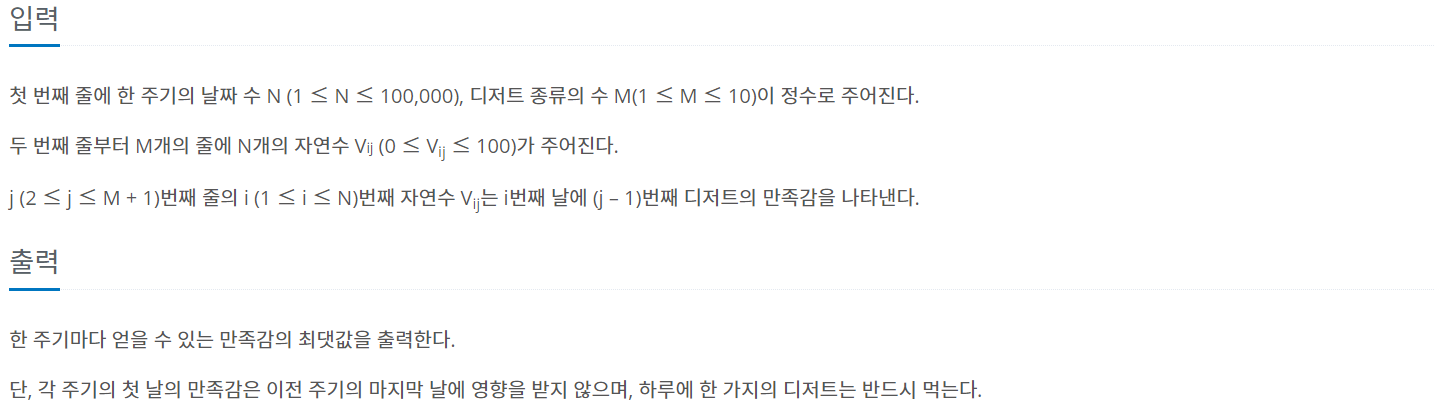 입력
첫 번째 줄에 한 주기의 날짜 수 N (1 ≤ N ≤ 100,000), 디저트 종류의 수 M(1 ≤ M ≤ 10)이 정수로 주어진다.
두 번째 줄부터 M개의 줄에 N개의 자연수 Vij (0 ≤ Vij ≤ 100)가 주어진다.
j (2 ≤ j ≤ M + 1)번째 줄의 i (1 ≤ i ≤ N)번째 자연수 Vij는 i번째 날에 (j – 1)번째 디저트의 만족감을 나타낸다.
출력
한 주기마다 얻을 수 있는 만족감의 최댓값을 출력한다.
단, 각 주기의 첫 날의 만족감은 이전 주기의 마지막 날에 영향을 받지 않으며, 하루에 한 가지의 디저트는 반드시 먹는다.